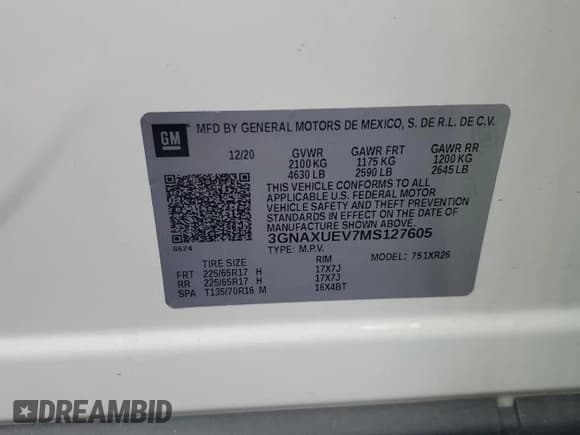 GM MFD BY GENERAL MOTORS DE MEXICO, S. DE R.L. DE C.V.
12/20 GVWR GAWR FRT GAWR RR
2100 KG 1175 KG 1200 KG
4630 LB 2590 LB 2645 LB
THIS VEHICLE CONFORMS TO ALL
APPLICABLE U.S. FEDERAL MOTOR
VEHICLE SAFETY AND THEFT PREVENTION
STANDARDS IN EFFECT ON THE DATE OF
MANUFACTURE SHOWN ABOVE.
3GNAXUEV7MS127605
8624 TYPE: M.P.V. MODEL: 751XR26
TIRE SIZE RIM
FRT 225/65R17 H 17X7J
RR 225/65R17 H 17X7J
SPA T135/70R16 M 16X4BT
DREAMBID